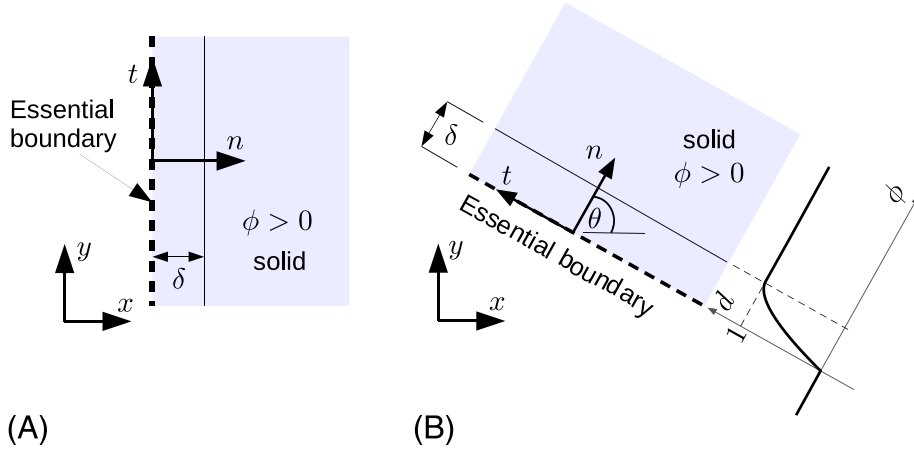 t
Essential
boundary
n
ϕ > 0
solid
δ
y
x
(A)
δ
solid
ϕ > 0
n
t
θ
Essential boundary
y
x
d
1
ϕ
(B)